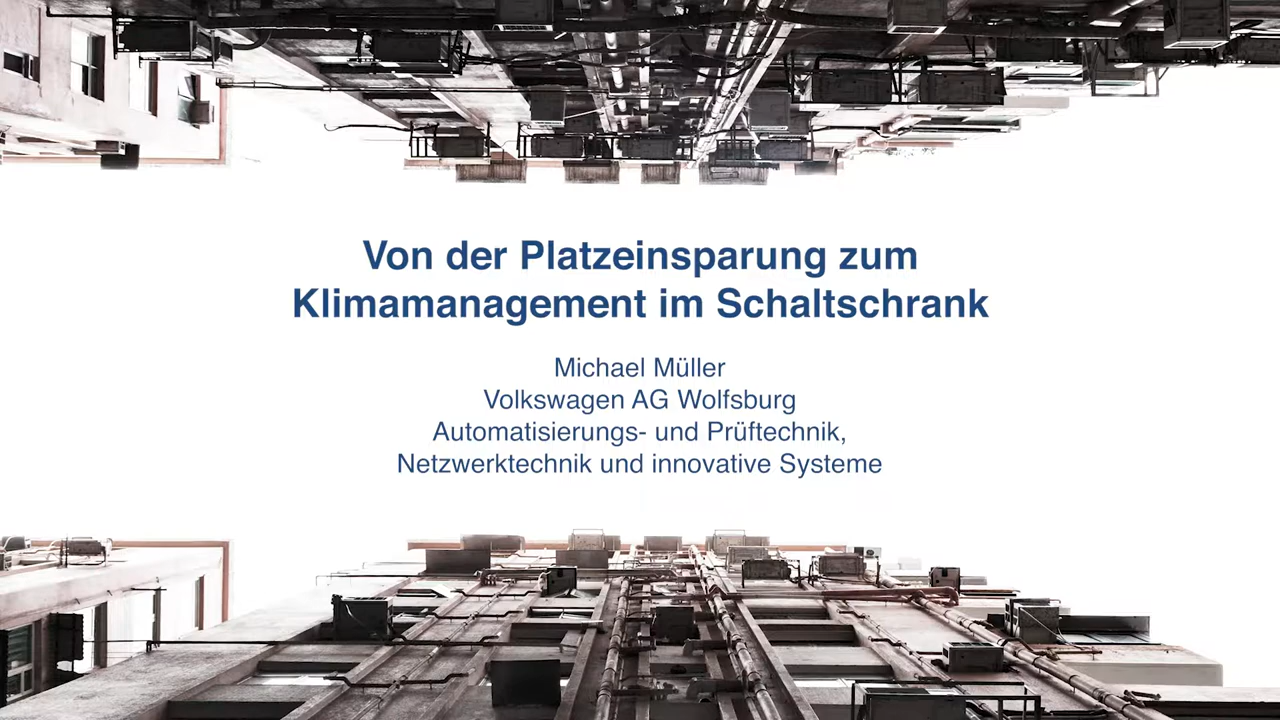 Von der Platzeinsparung zum
Klimamanagement im Schaltschrank
Michael Müller
Volkswagen AG Wolfsburg
Automatisierungs- und Prüftechnik,
Netzwerktechnik und innovative Systeme